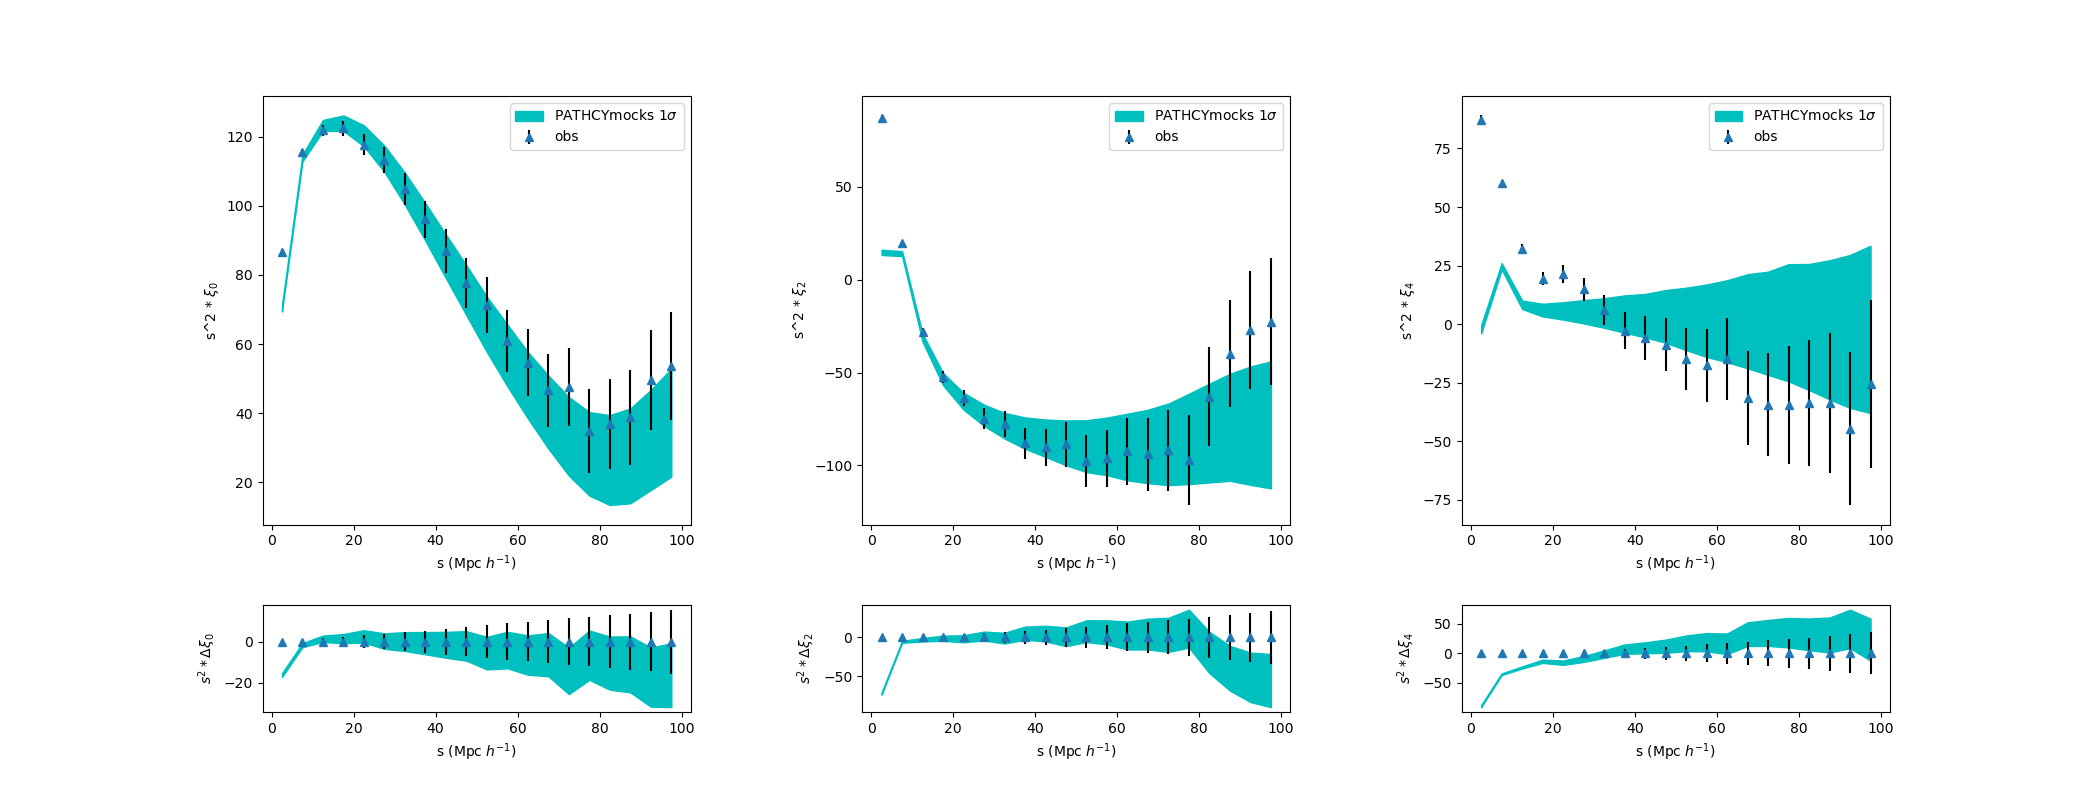 PATHCYmocks 1σ
obs
120
100
80
60
40
20
s^2 * ξ₀
0 20 40 60 80 100
s (Mpc h⁻¹)
PATHCYmocks 1σ
obs
50
0
−50
−100
s^2 * ξ₂
0 20 40 60 80 100
s (Mpc h⁻¹)
PATHCYmocks 1σ
obs
75
50
25
0
−25
−50
−75
s^2 * ξ₄
0 20 40 60 80 100
s (Mpc h⁻¹)
0
−20
s² * Δξ₀
0 20 40 60 80 100
s (Mpc h⁻¹)
0
−50
s² * Δξ₂
0 20 40 60 80 100
s (Mpc h⁻¹)
50
0
−50
s² * Δξ₄
0 20 40 60 80 100
s (Mpc h⁻¹)